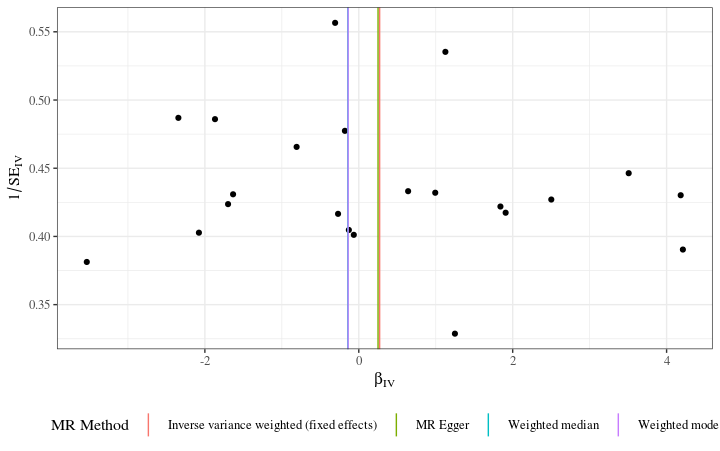 0.55
0.50
0.45
0.40
0.35
1/SE_IV
-2 0 2 4
β_IV
MR Method Inverse variance weighted (fixed effects) MR Egger Weighted median Weighted mode